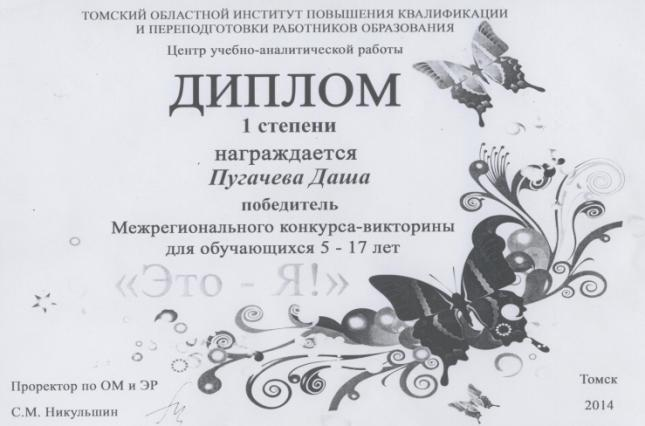 ТОМСКИЙ ОБЛАСТНОЙ ИНСТИТУТ ПОВЫШЕНИЯ КВАЛИФИКАЦИИ
И ПЕРЕПОДГОТОВКИ РАБОТНИКОВ ОБРАЗОВАНИЯ
Центр учебно-аналитической работы
ДИПЛОМ
1 степени
награждается
Пугачева Даша
победитель
Межрегионального конкурса-викторины
для обучающихся 5 - 17 лет
«Это - Я!»
Проректор по ОМ и ЭР
С.М. Никульшин
Томск
2014